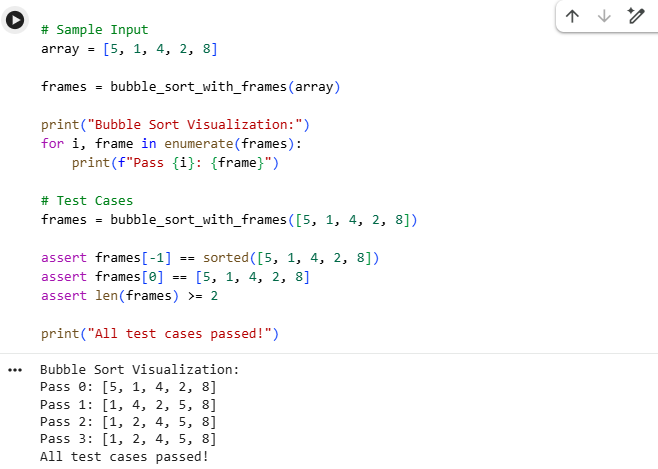 # Sample Input
array = [5, 1, 4, 2, 8]
frames = bubble_sort_with_frames(array)
print("Bubble Sort Visualization:")
for i, frame in enumerate(frames):
    print(f"Pass {i}: {frame}")
# Test Cases
frames = bubble_sort_with_frames([5, 1, 4, 2, 8])
assert frames[-1] == sorted([5, 1, 4, 2, 8])
assert frames[0] == [5, 1, 4, 2, 8]
assert len(frames) >= 2
print("All test cases passed!")
Bubble Sort Visualization:
Pass 0: [5, 1, 4, 2, 8]
Pass 1: [1, 4, 2, 5, 8]
Pass 2: [1, 2, 4, 5, 8]
Pass 3: [1, 2, 4, 5, 8]
All test cases passed!